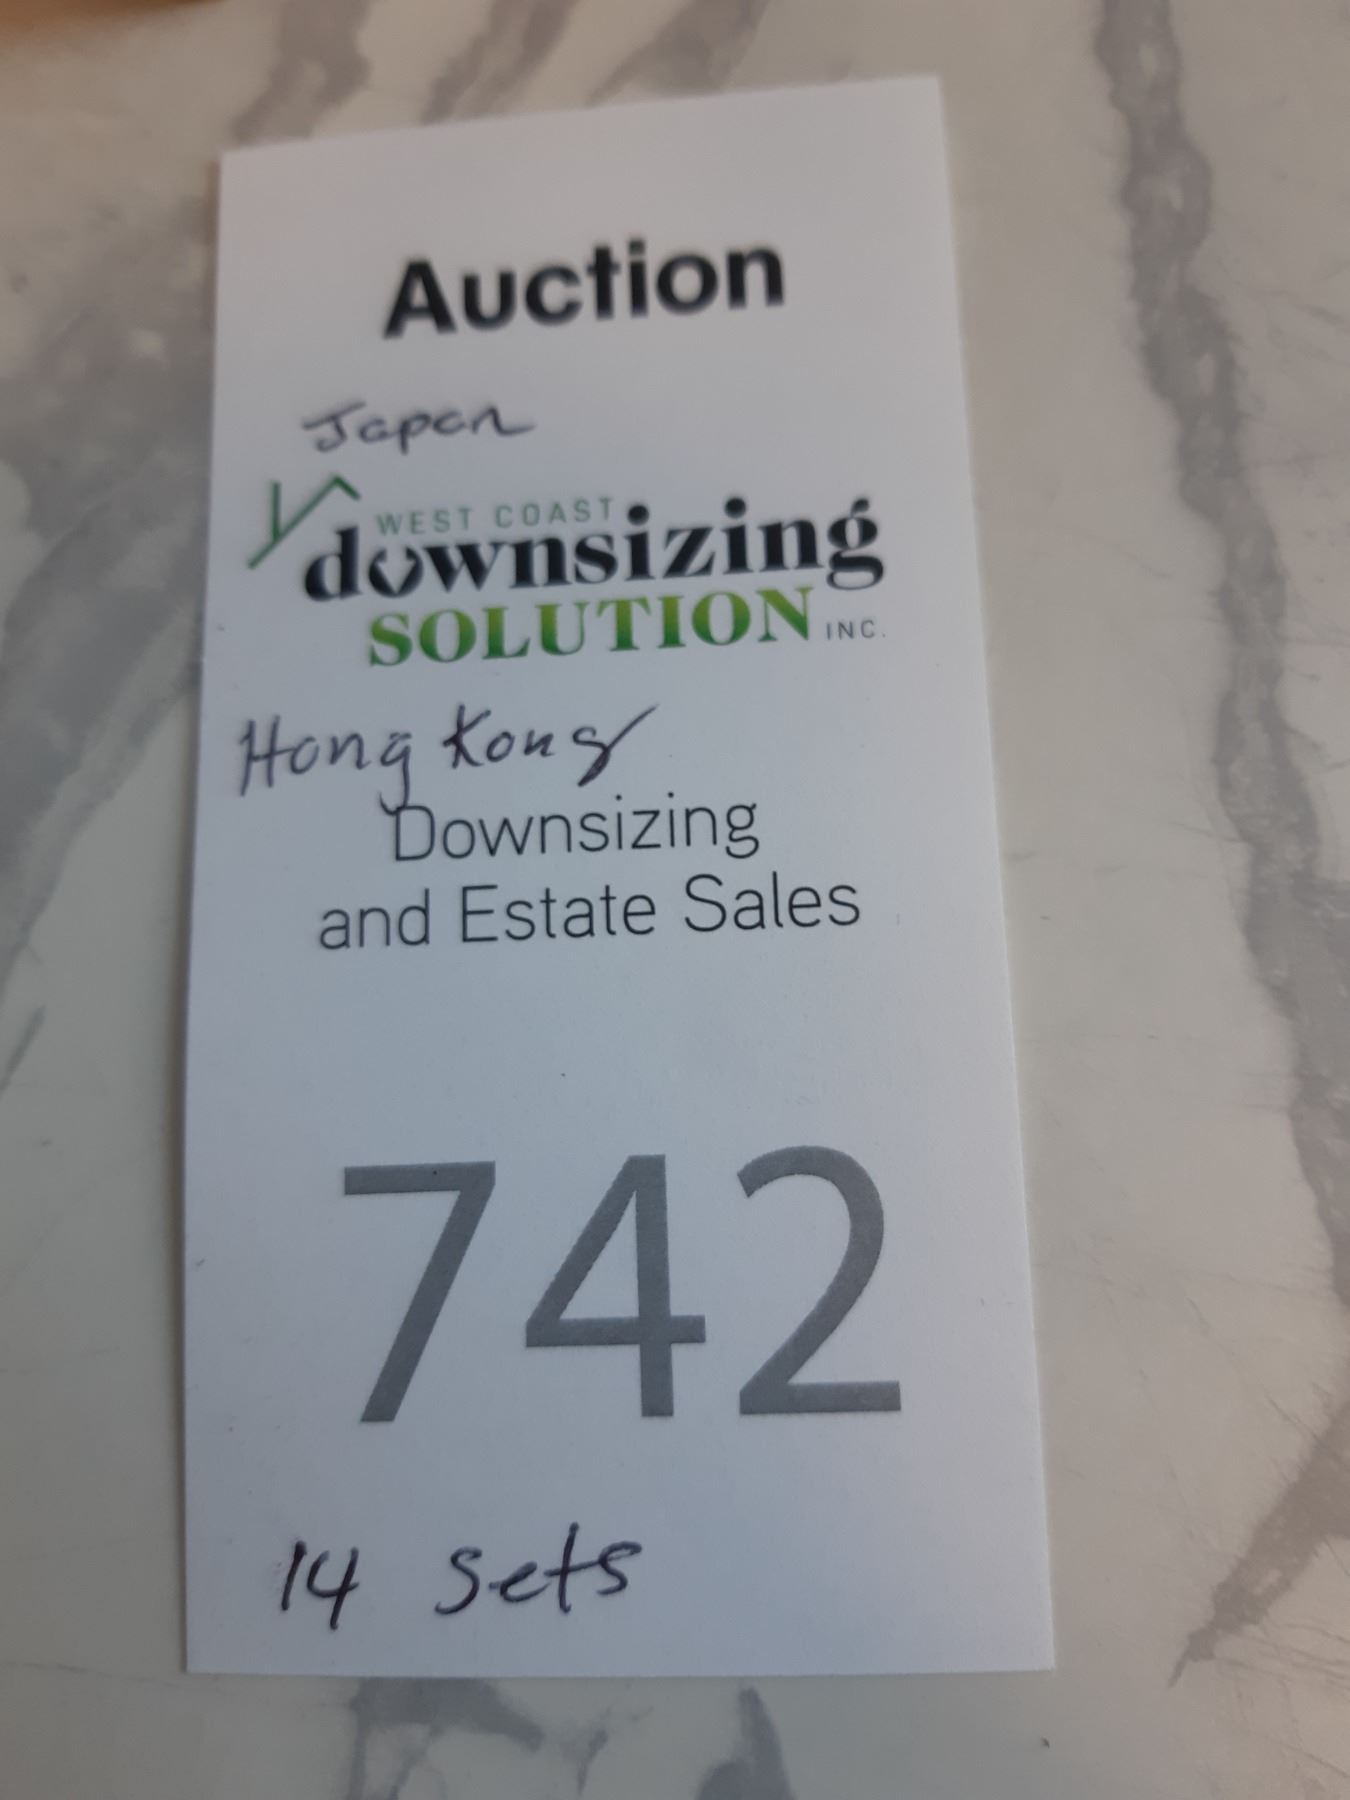 Auction
Japan
WEST COAST
downsizing
SOLUTION INC.
Hong Kong
Downsizing
and Estate Sales
742
14 sets